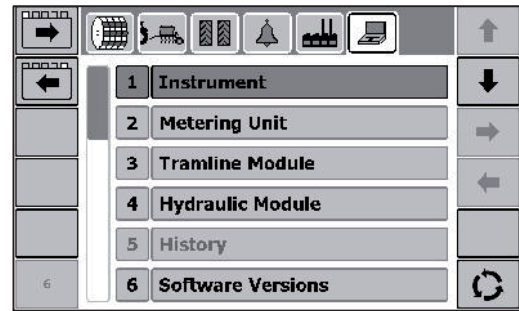 1 Instrument
2 Metering Unit
3 Tramline Module
4 Hydraulic Module
5 History
6 6 Software Versions